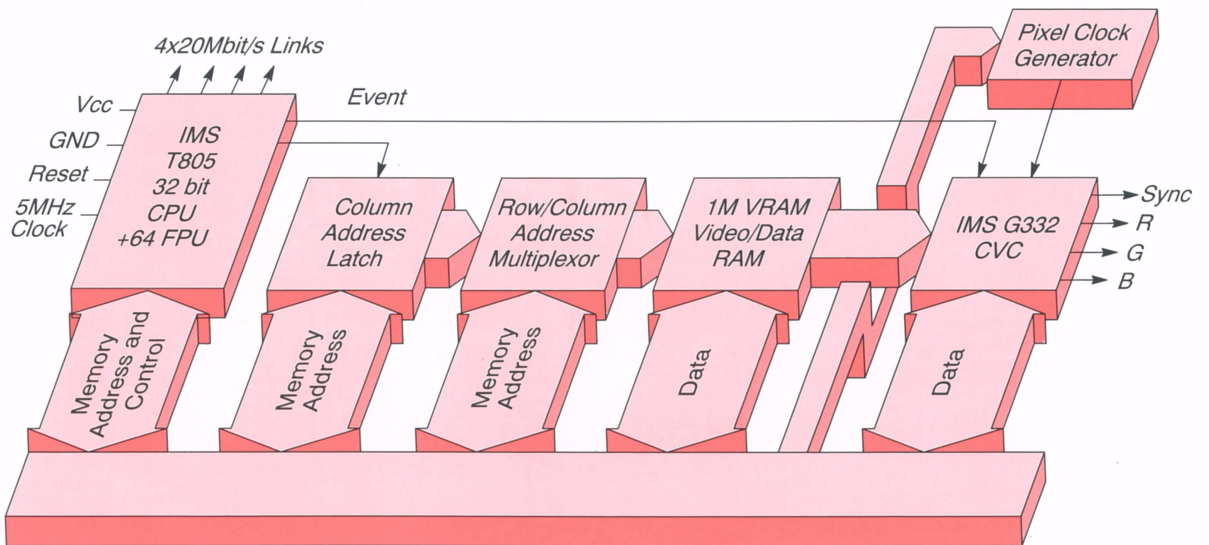 4x20Mbit/s Links
Vcc
GND
Reset
5MHz
Clock
IMS
T805
32 bit
CPU
+64 FPU
Event
Column
Address
Latch
Row/Column
Address
Multiplexor
1M VRAM
Video/Data
RAM
Pixel Clock
Generator
IMS G332
CVC
Sync
R
G
B
Memory
Address and
Control
Memory
Address
Memory
Address
Data
Data